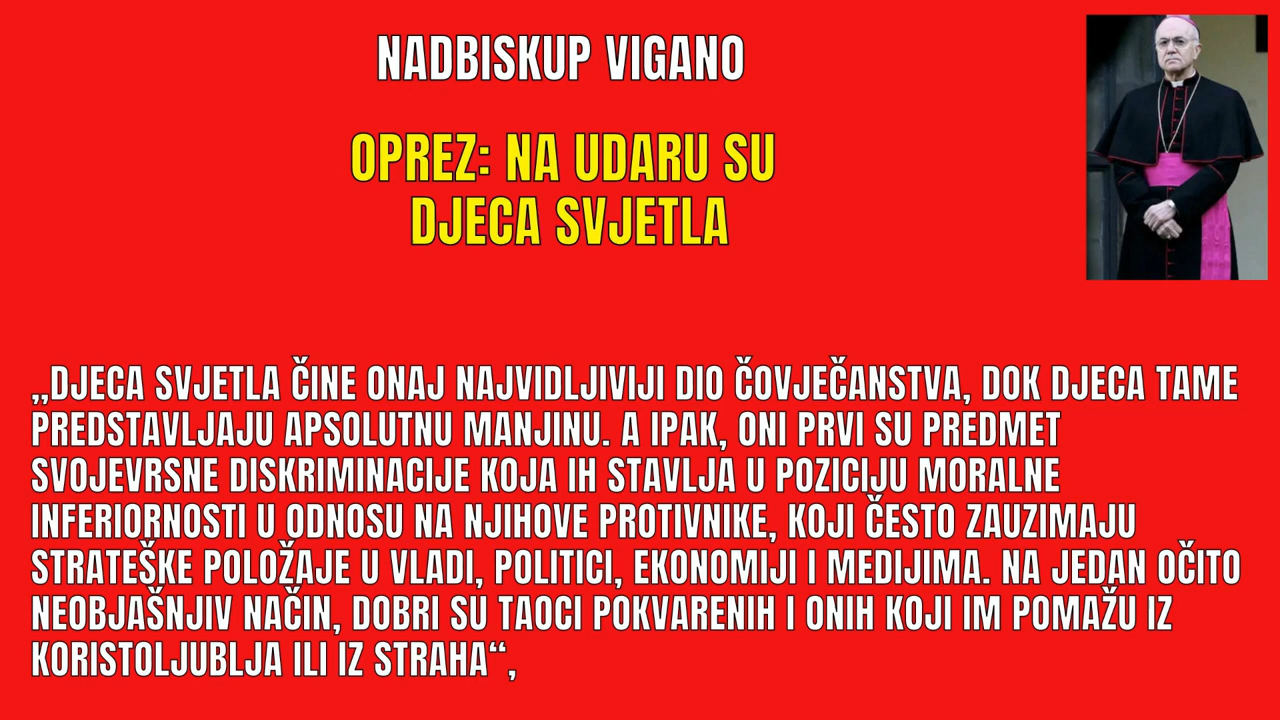 NADBISKUP VIGANO
OPREZ: NA UDARU SU
DJECA SVJETLA
„DJECA SVJETLA ČINE ONAJ NAJVIDLJIVIJI DIO ČOVJEČANSTVA, DOK DJECA TAME
PREDSTAVLJAJU APSOLUTNU MANJINU. A IPAK, ONI PRVI SU PREDMET
SVOJEVRSNE DISKRIMINACIJE KOJA IH STAVLJA U POZICIJU MORALNE
INFERIORNOSTI U ODNOSU NA NJIHOVE PROTIVNIKE, KOJI ČESTO ZAUZIMAJU
STRATEŠKE POLOŽAJE U VLADI, POLITICI, EKONOMIJI I MEDIJIMA. NA JEDAN OČITO
NEOBJAŠNJIV NAČIN, DOBRI SU TAOCI POKVARENIH I ONIH KOJI IM POMAŽU IZ
KORISTOLJUBLJA ILI IZ STRAHA“,